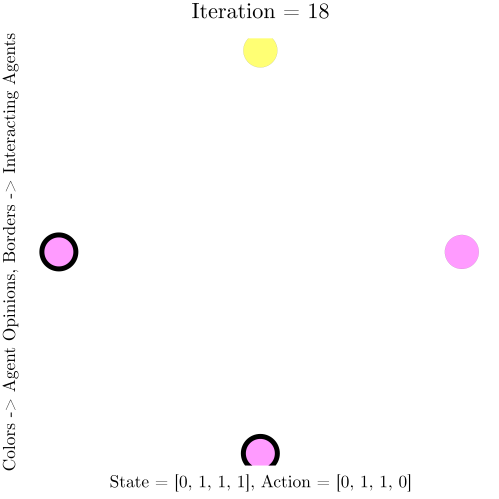 Iteration = 18
Colors -> Agent Opinions, Borders -> Interacting Agents
State = [0, 1, 1, 1], Action = [0, 1, 1, 0]